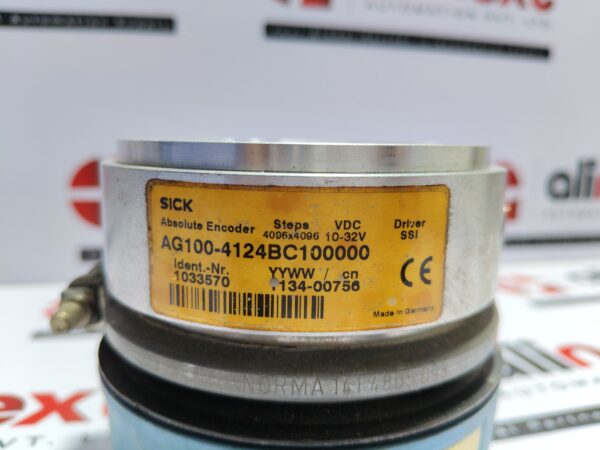 SICK
Absolute Encoder Steps VDC Driver
4096x4096 10-32V SSI
AG100-4124BC100000
Ident.-Nr. YYWW / cn
1033570 1134-00756
CE
Made in Germany
NORMA